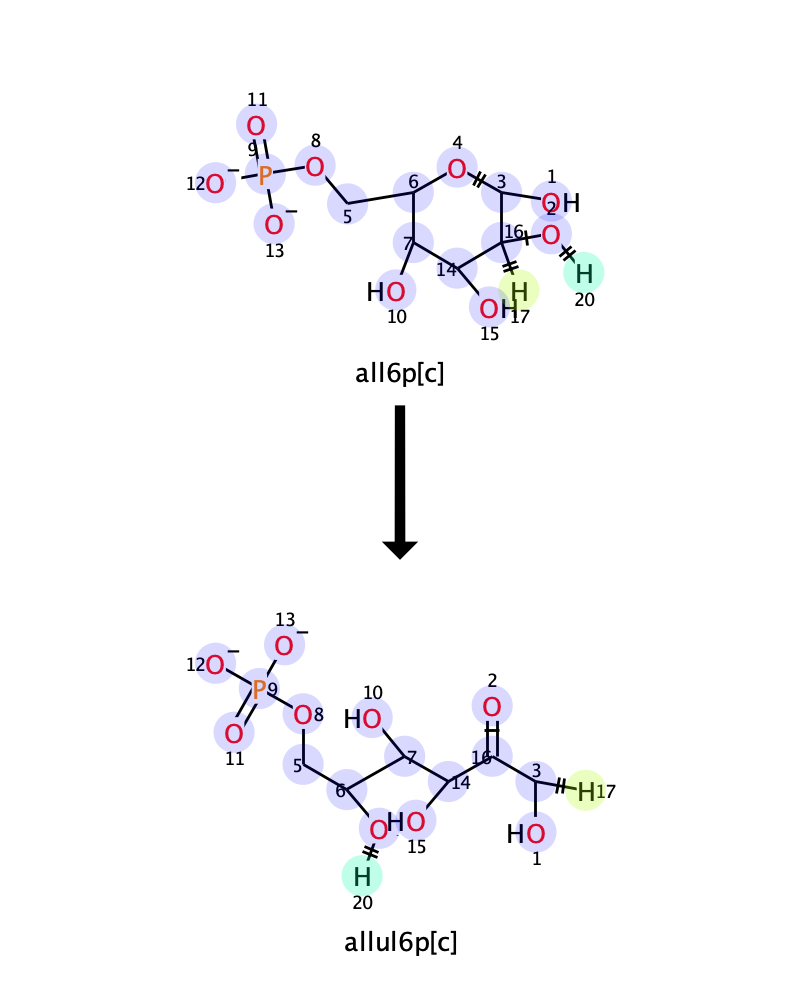 11
O
9
8
4
12 O − P O O
3 1
6 OH
2
5 16 O
O −
13
7
14 H
HO H 20
10 OH 17
15
all6p[c]
13
O −
12 O −
2
10 O
P 9 HO
O 8
O 7 16
11 3
5 14 H 17
6
O HO HO
15 1
H
20
allul6p[c]